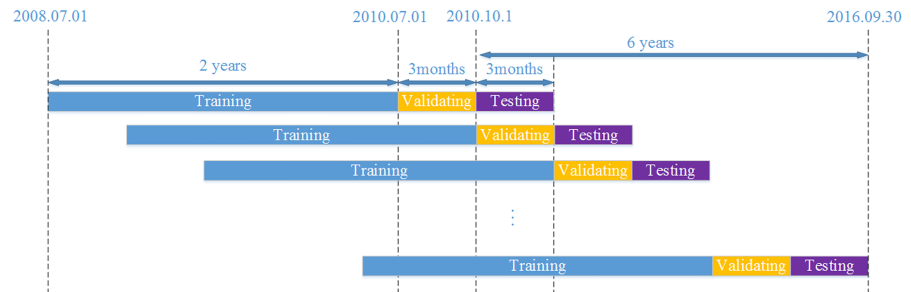 2008.07.01 2010.07.01 2010.10.1 2016.09.30
6 years
2 years 3months 3months
Training Validating Testing
Training Validating Testing
Training Validating Testing
⋮
Training Validating Testing